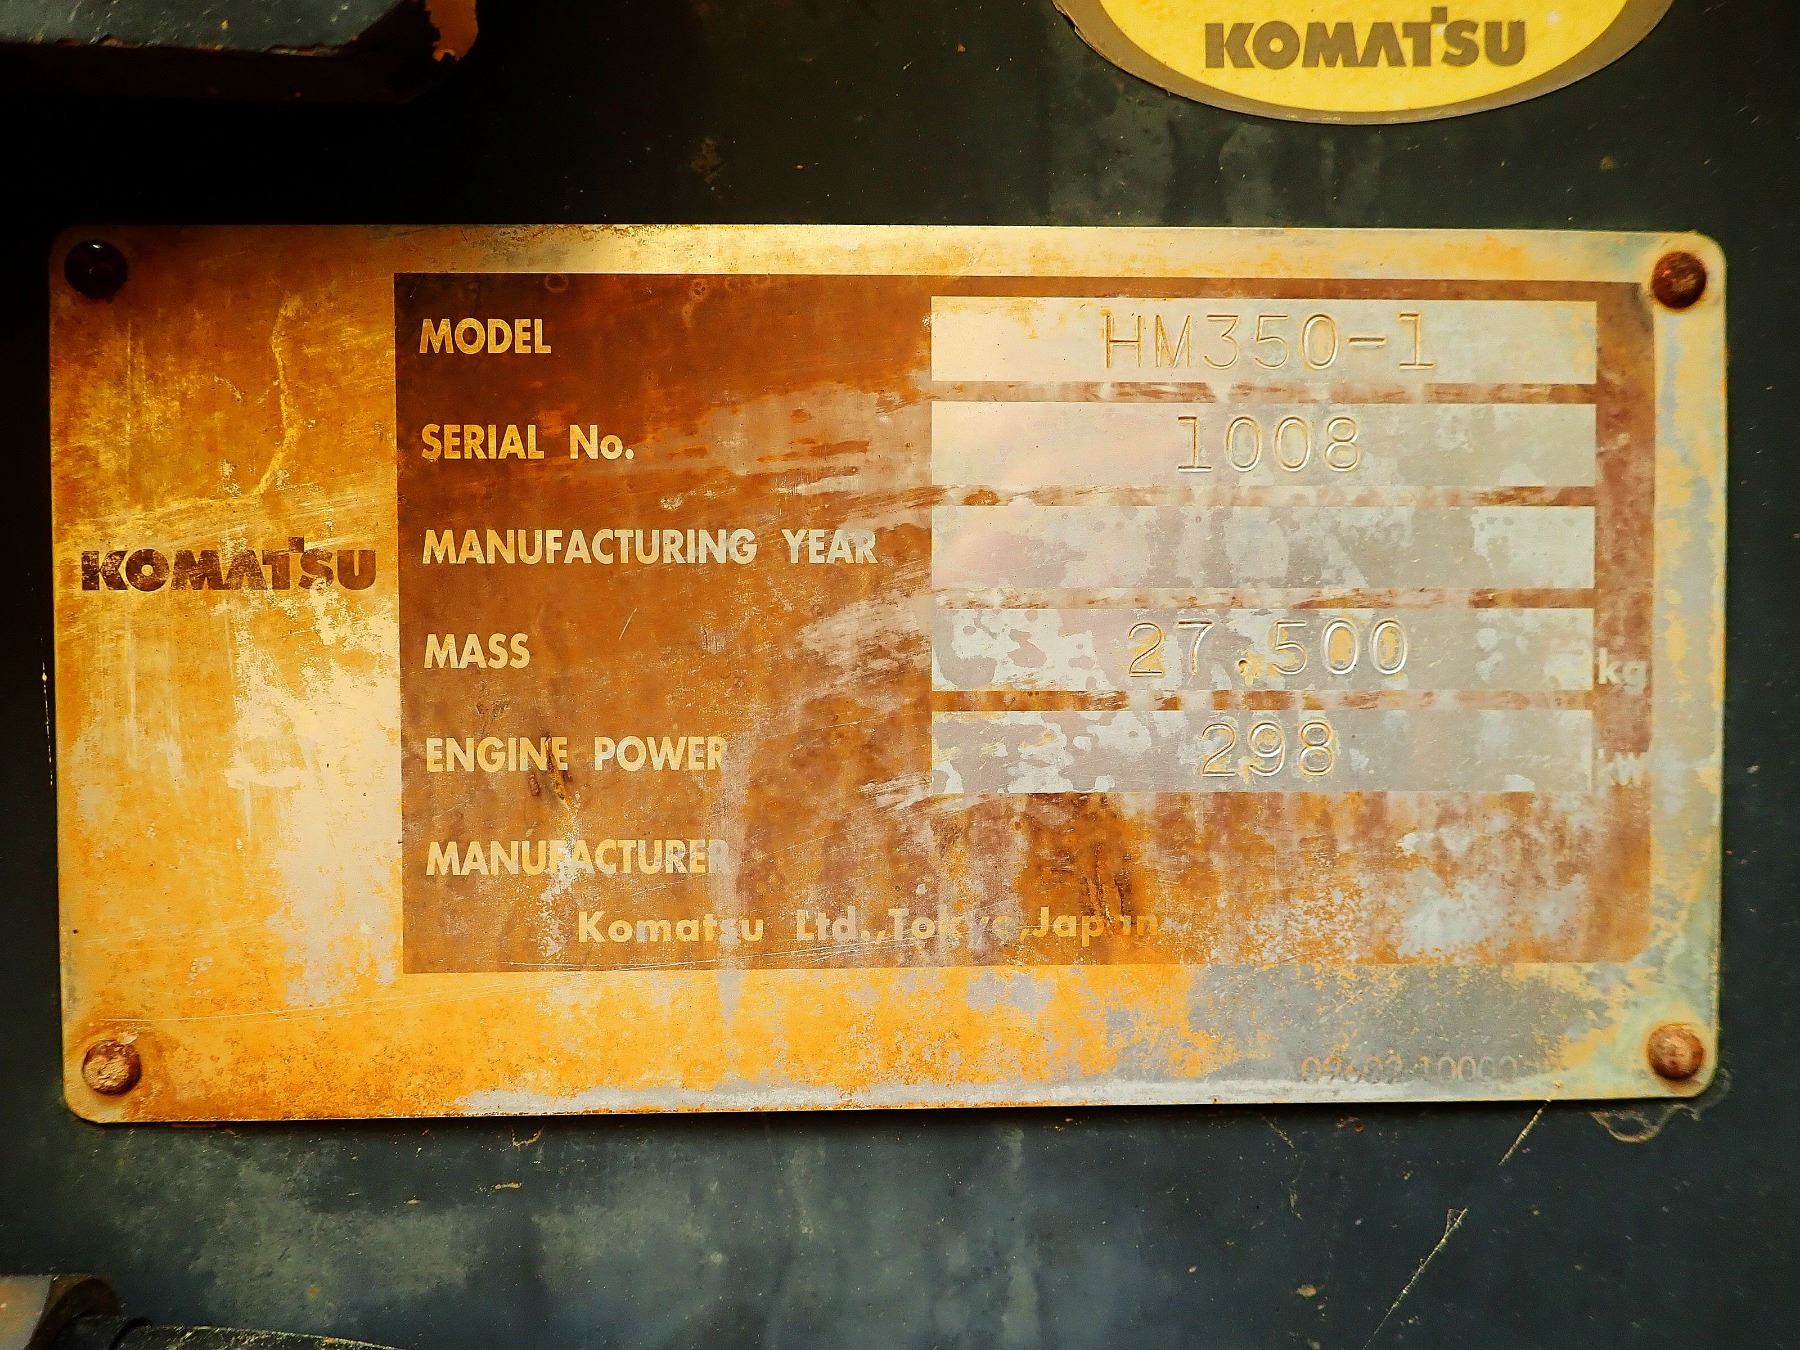 KOMATSU
MODEL HM350-1
SERIAL No. 1008
MANUFACTURING YEAR
KOMATSU
MASS 27.500 kg
ENGINE POWER 298 kW
MANUFACTURER
Komatsu Ltd.,Tokyo,Japan